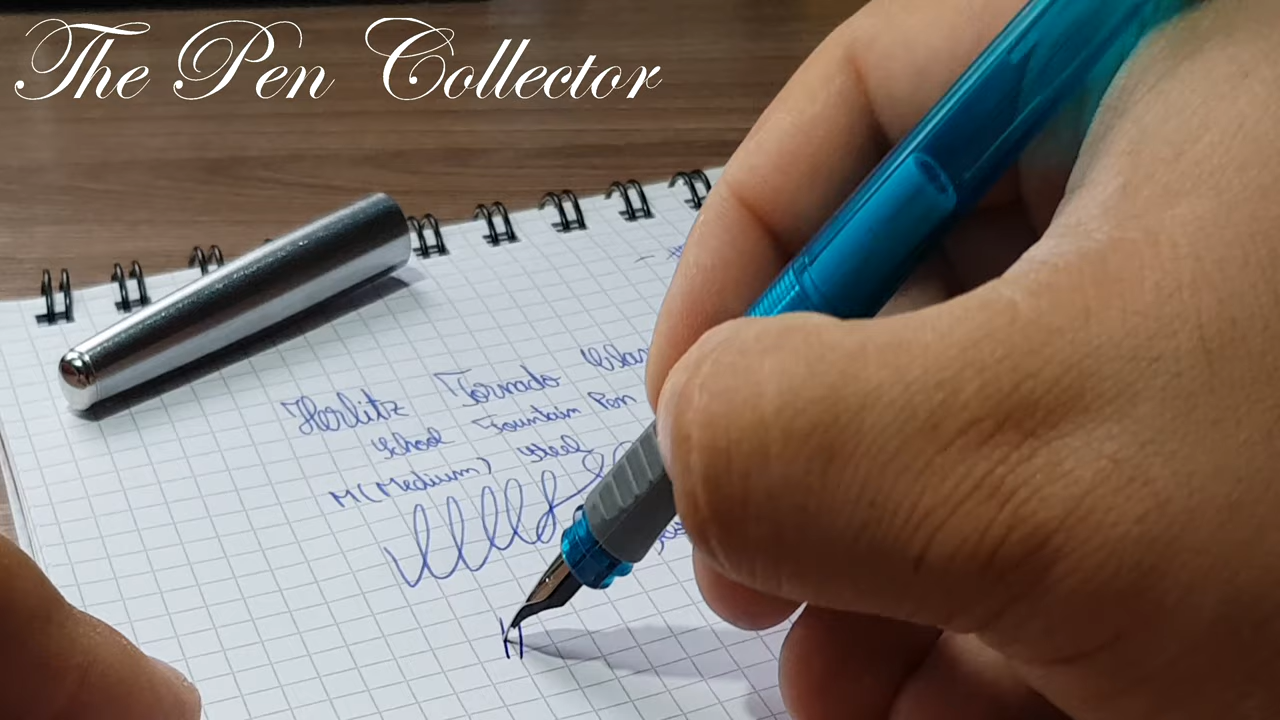 The Pen Collector
Herlitz Tornado
School Fountain Pen
M (Medium) Steel
H